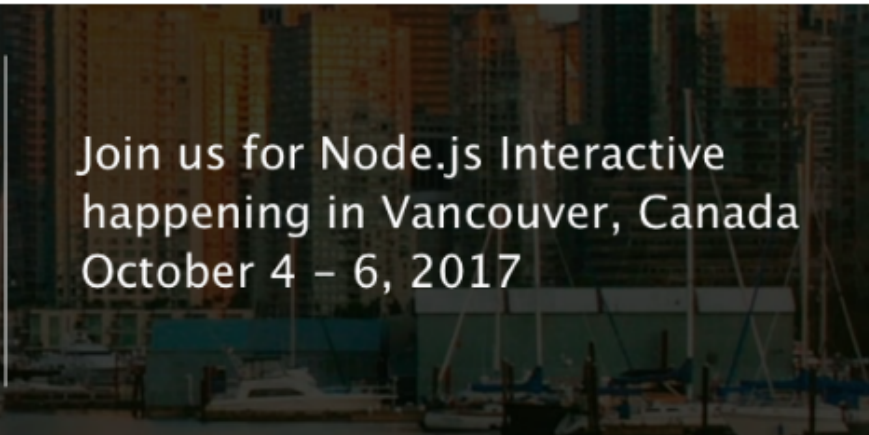 Join us for Node.js Interactive
happening in Vancouver, Canada
October 4 – 6, 2017